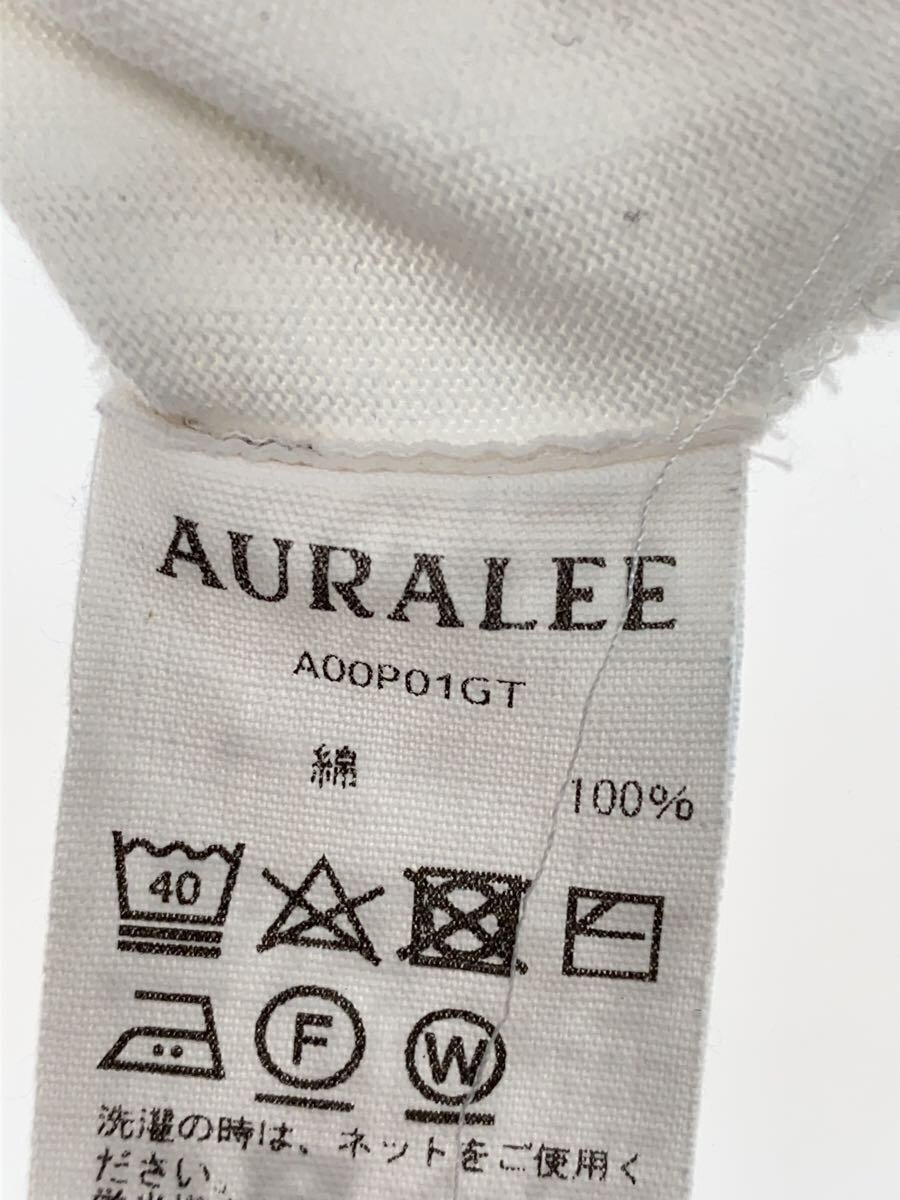 AURALEE
A00P01GT
綿 100%
40
F W
洗濯の時は、ネットをご使用く
ださい。